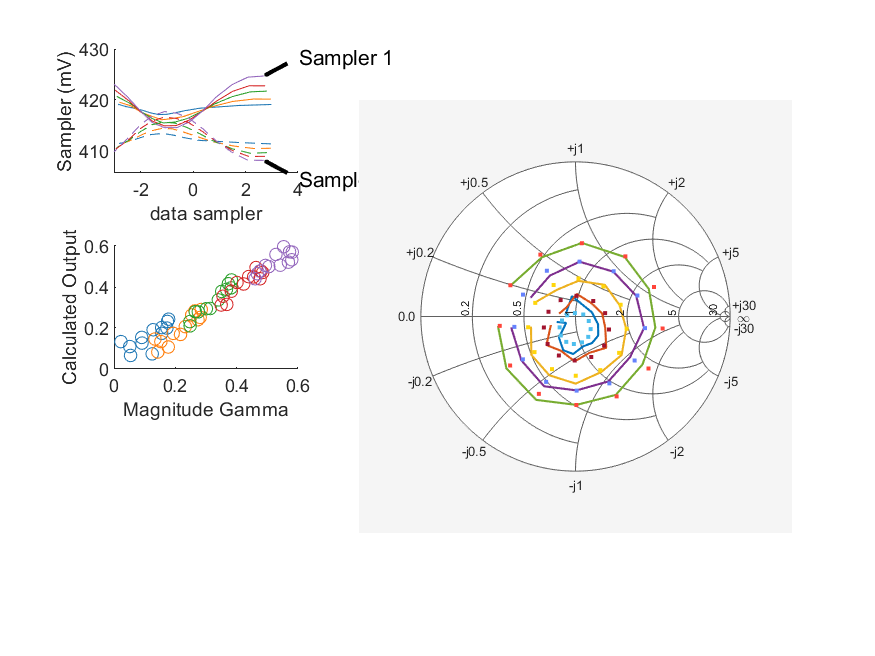 430
420
410
Sampler (mV)
-2 0 2 4
data sampler
Sampler 1
Sampl
0.6
0.4
0.2
0
Calculated Output
0 0.2 0.4 0.6
Magnitude Gamma
+j1
+j0.5
+j2
+j0.2
+j5
0.0
0.2
0.5
1
2
5
30
+j30
∞
-j30
-j0.2
-j5
-j0.5
-j2
-j1